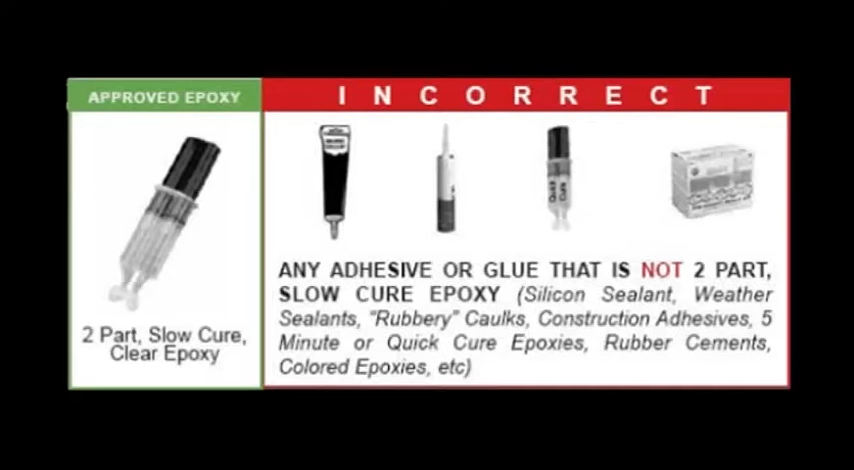 APPROVED EPOXY
INCORRECT
2 Part, Slow Cure,
Clear Epoxy
ANY ADHESIVE OR GLUE THAT IS NOT 2 PART,
SLOW CURE EPOXY (Silicon Sealant, Weather
Sealants, "Rubbery" Caulks, Construction Adhesives, 5
Minute or Quick Cure Epoxies, Rubber Cements,
Colored Epoxies, etc)